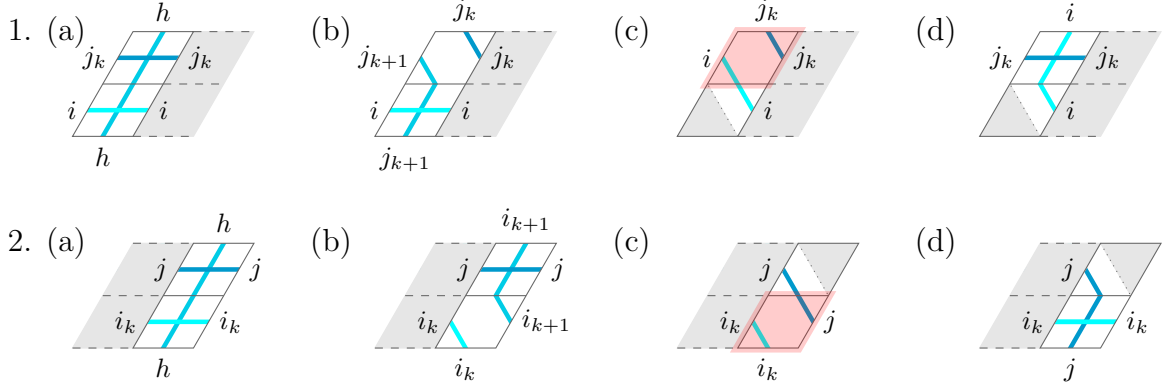 1. (a) (b) (c) (d)
h j_k j_k i
j_k j_k j_{k+1} j_k i j_k j_k j_k
i i i i i i
h j_{k+1}
2. (a) (b) (c) (d)
h i_{k+1}
j j j j j j
i_k i_k i_k i_{k+1} i_k j i_k i_k
h i_k i_k j